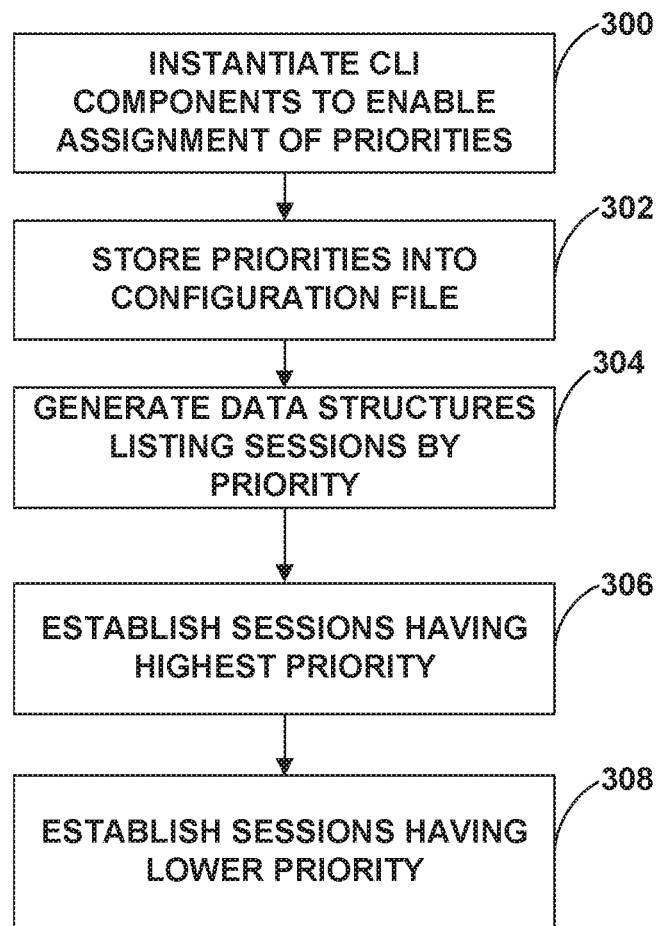 300
INSTANTIATE CLI
COMPONENTS TO ENABLE
ASSIGNMENT OF PRIORITIES
302
STORE PRIORITIES INTO
CONFIGURATION FILE
304
GENERATE DATA STRUCTURES
LISTING SESSIONS BY
PRIORITY
306
ESTABLISH SESSIONS HAVING
HIGHEST PRIORITY
308
ESTABLISH SESSIONS HAVING
LOWER PRIORITY